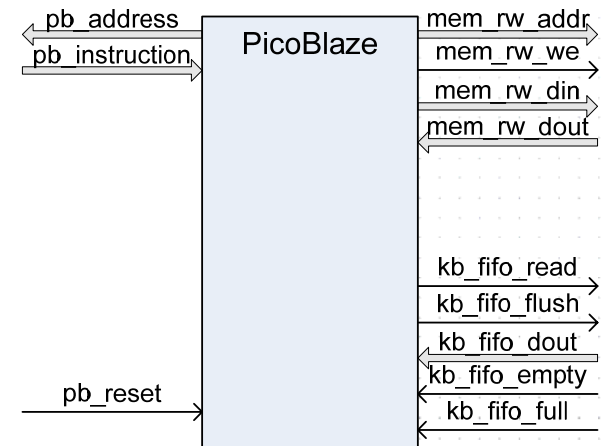 pb_address
PicoBlaze
mem_rw_addr
pb_instruction
mem_rw_we
mem_rw_din
mem_rw_dout
kb_fifo_read
kb_fifo_flush
kb_fifo_dout
kb_fifo_empty
pb_reset
kb_fifo_full